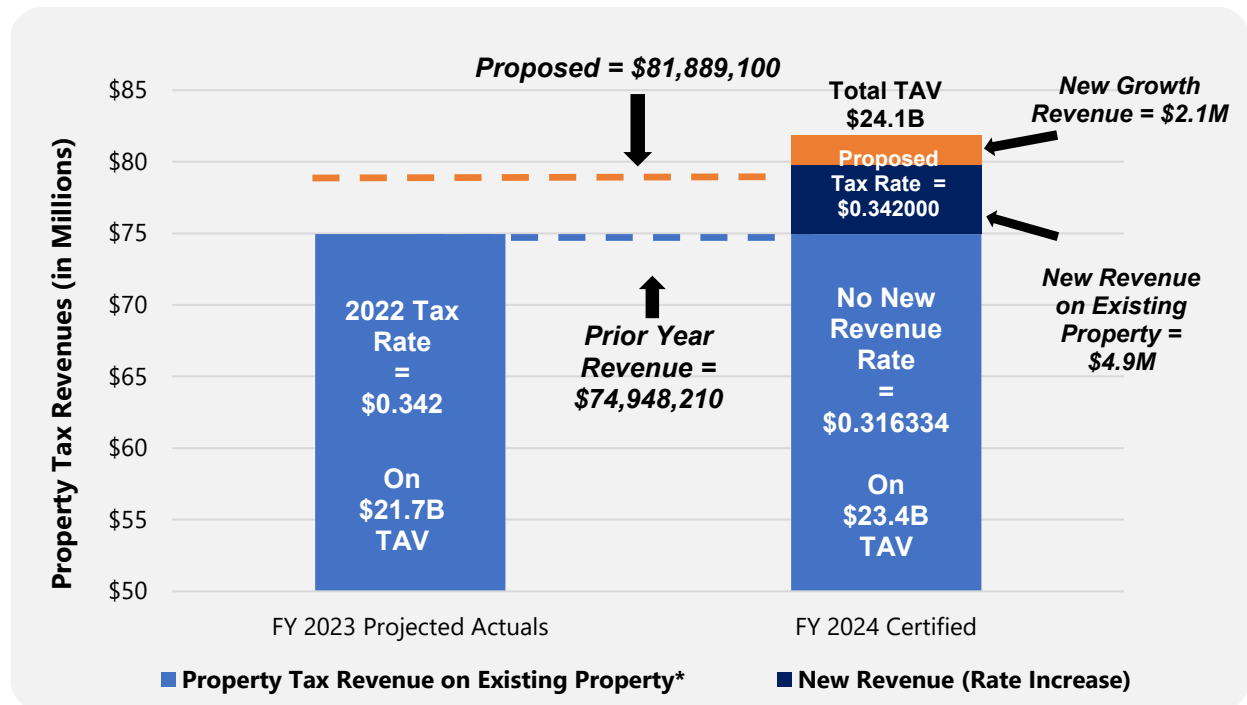 Proposed = $81,889,100
Total TAV
$24.1B
New Growth
Revenue = $2.1M
Property Tax Revenues (in Millions)
$85
$80
$75
$70
$65
$60
$55
$50
Proposed
Tax Rate =
$0.342000
2022 Tax
Rate
=
$0.342
On
$21.7B
TAV
Prior Year
Revenue =
$74,948,210
No New
Revenue
Rate
=
$0.316334
On
$23.4B
TAV
New Revenue
on Existing
Property =
$4.9M
FY 2023 Projected Actuals
FY 2024 Certified
Property Tax Revenue on Existing Property*
New Revenue (Rate Increase)